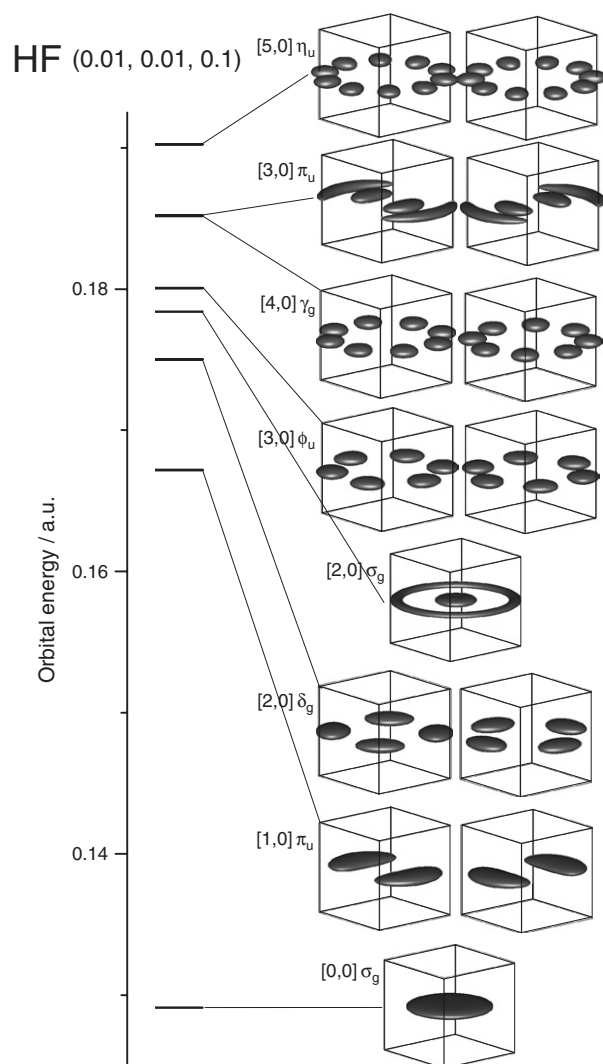 HF (0.01, 0.01, 0.1)
[5,0] ηu
[3,0] πu
0.18
[4,0] γg
[3,0] ϕu
0.16
[2,0] σg
Orbital energy / a.u.
[2,0] δg
[1,0] πu
0.14
[0,0] σg